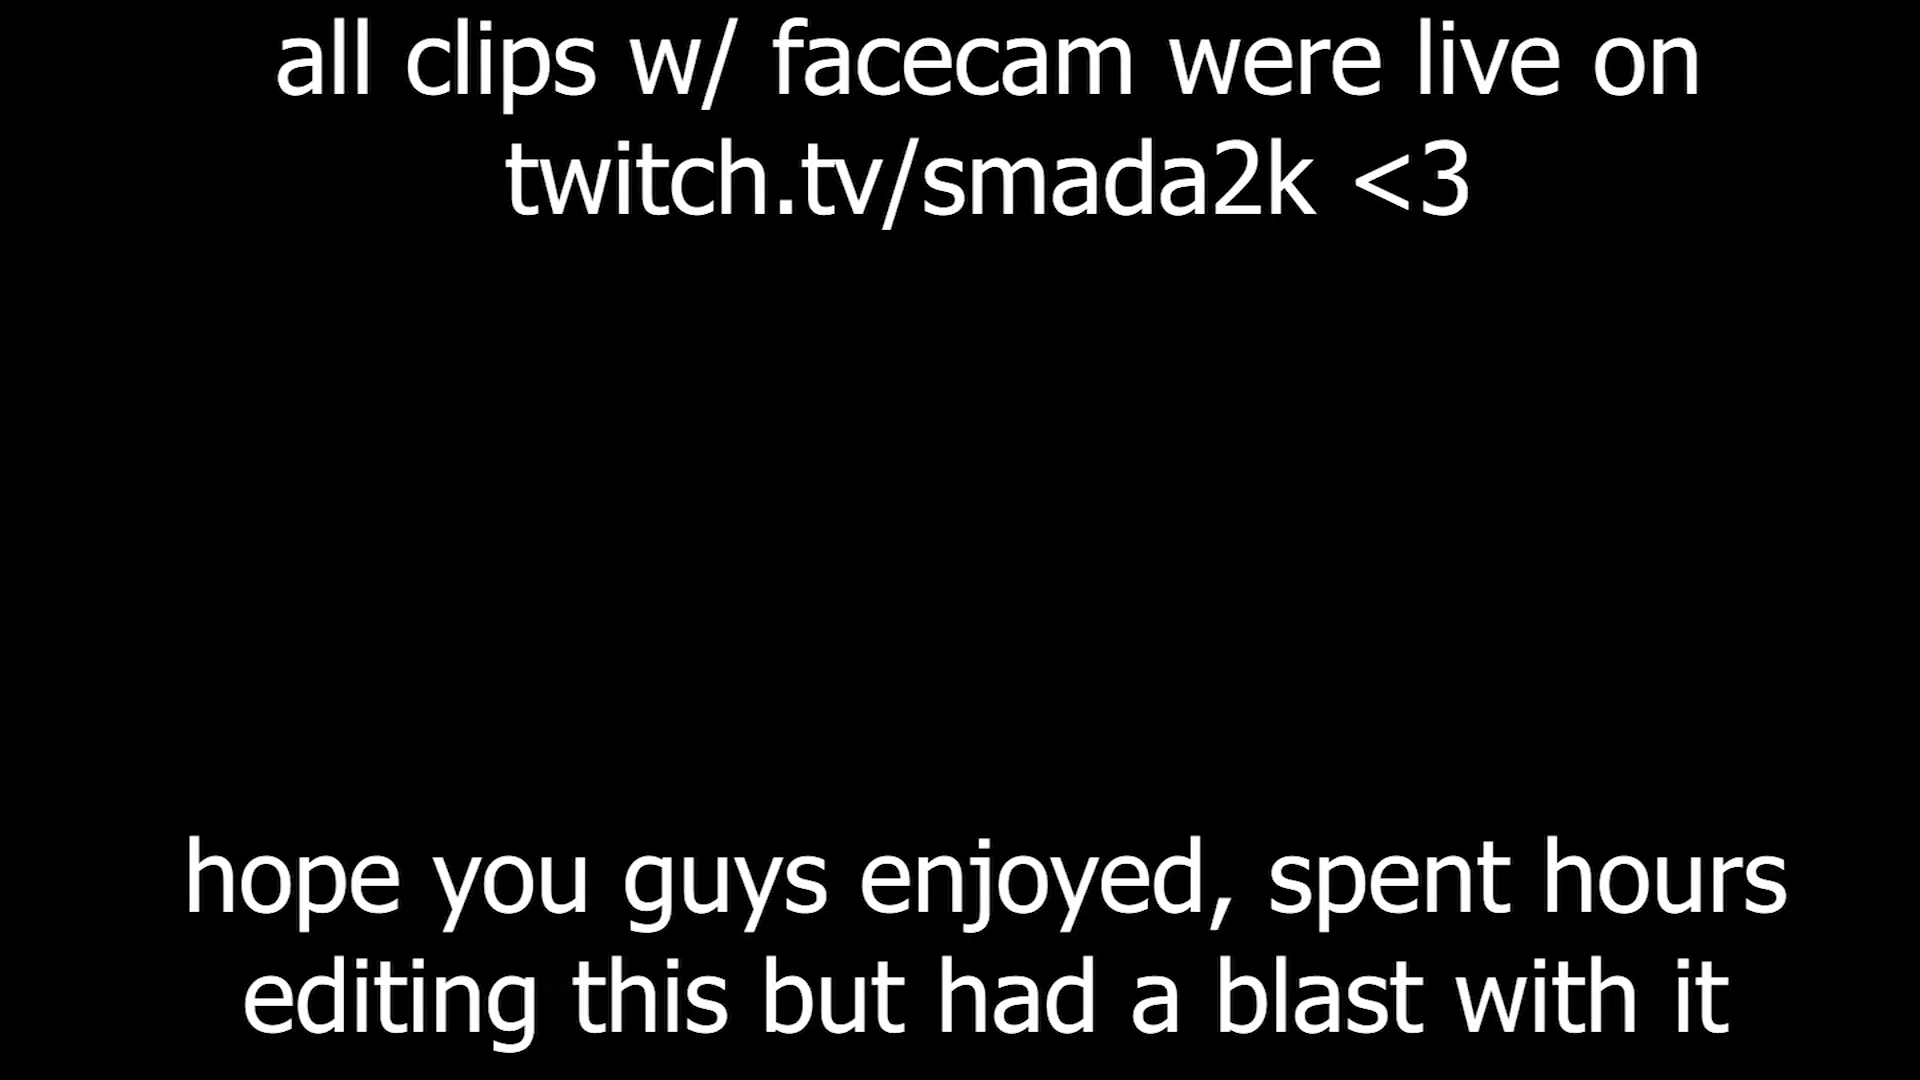 all clips w/ facecam were live on
twitch.tv/smada2k <3
hope you guys enjoyed, spent hours
editing this but had a blast with it